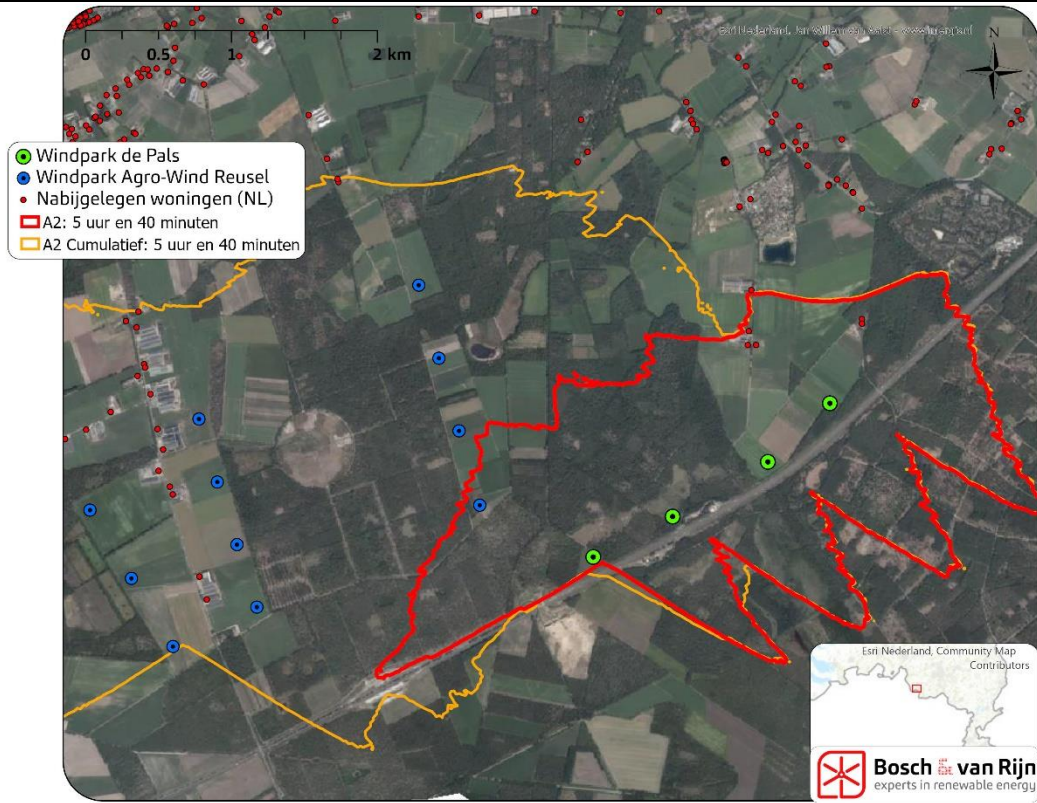 0 0.5 2 km
Esri Nederland,
N
Windpark de Pals
Windpark Agro-Wind Reusel
Nabijgelegen woningen (NL)
A2: 5 uur en 40 minuten
A2 Cumulatief: 5 uur en 40 minuten
Esri Nederland, Community Map
Contributors
Bosch & van Rijn
experts in renewable energy